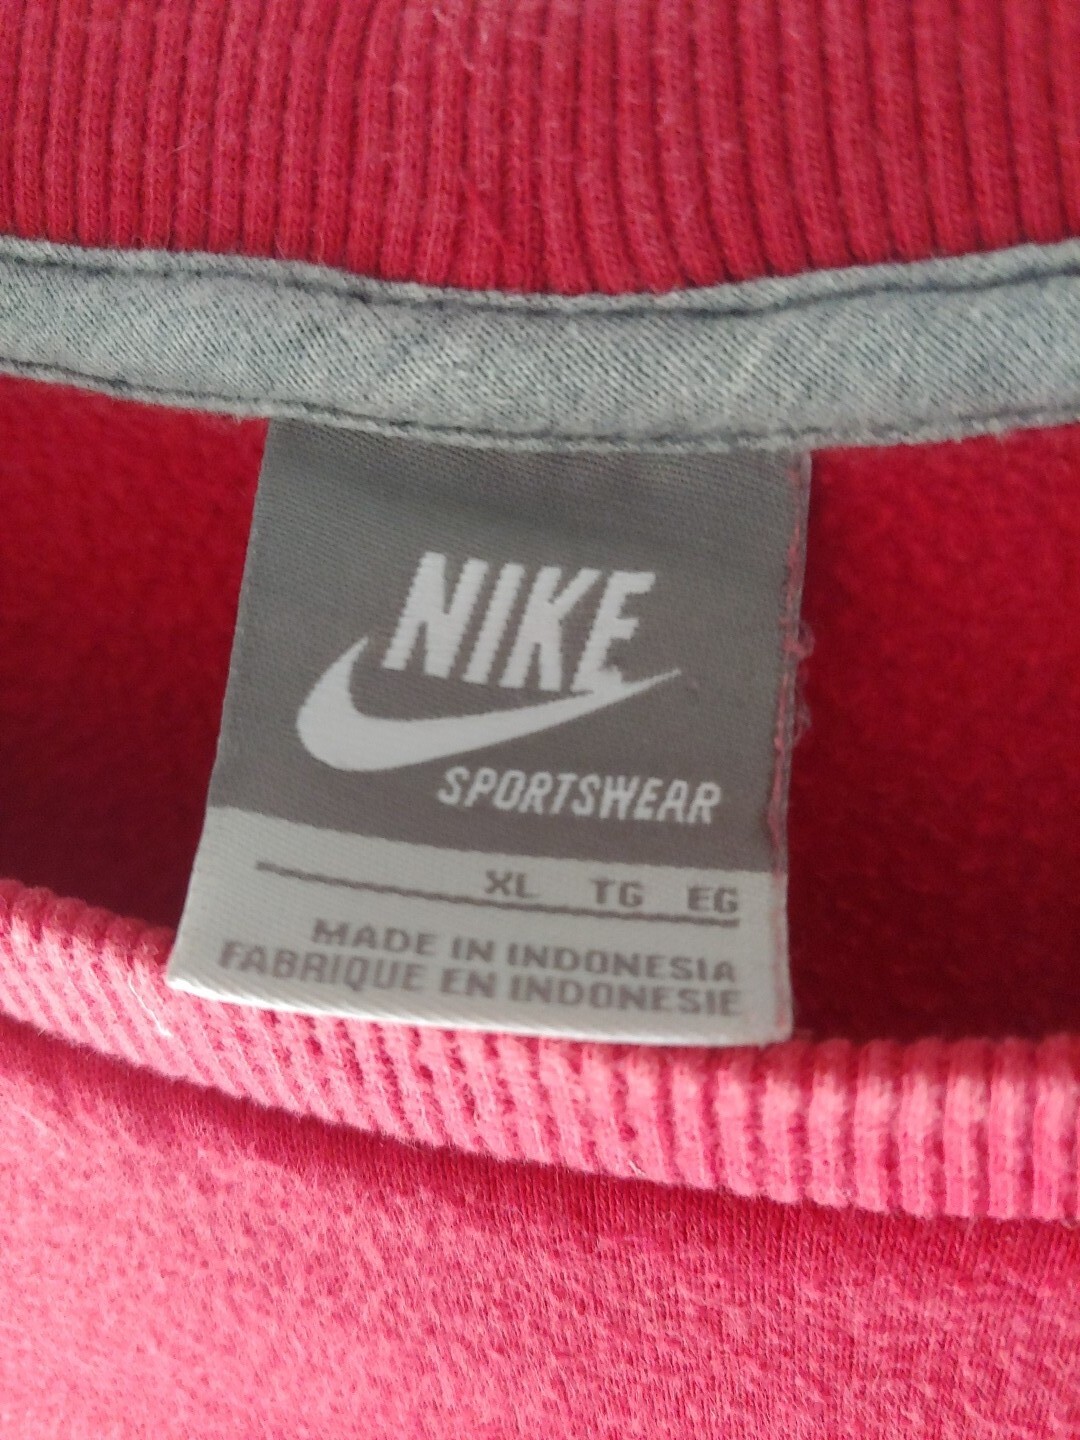 NIKE
SPORTSWEAR
XL TG EG
MADE IN INDONESIA
FABRIQUE EN INDONESIE